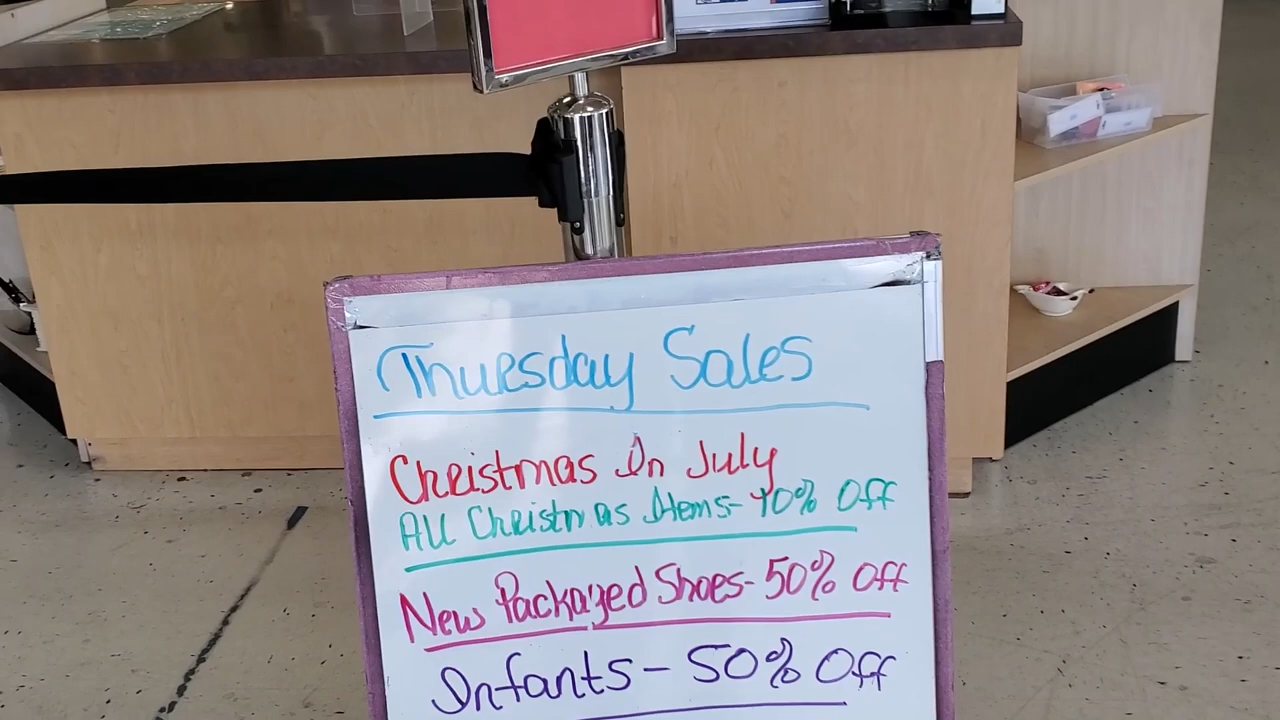 Thursday Sales
Christmas In July
All Christmas Items- 40% Off
New Packaged Shoes- 50% Off
Infants - 50% Off